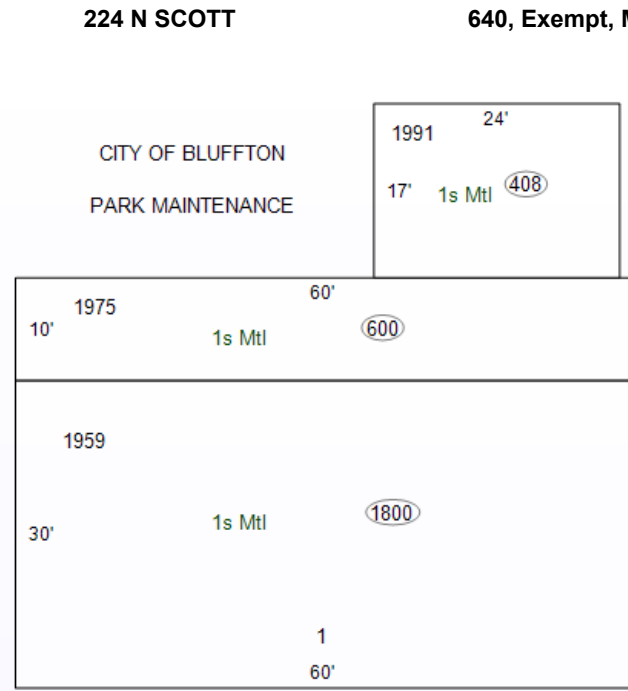 224 N SCOTT 640, Exempt, M
24'
1991
CITY OF BLUFFTON
17' 1s Mtl 408
PARK MAINTENANCE
60'
1975
10' 1s Mtl 600
1959
30' 1s Mtl 1800
1
60'